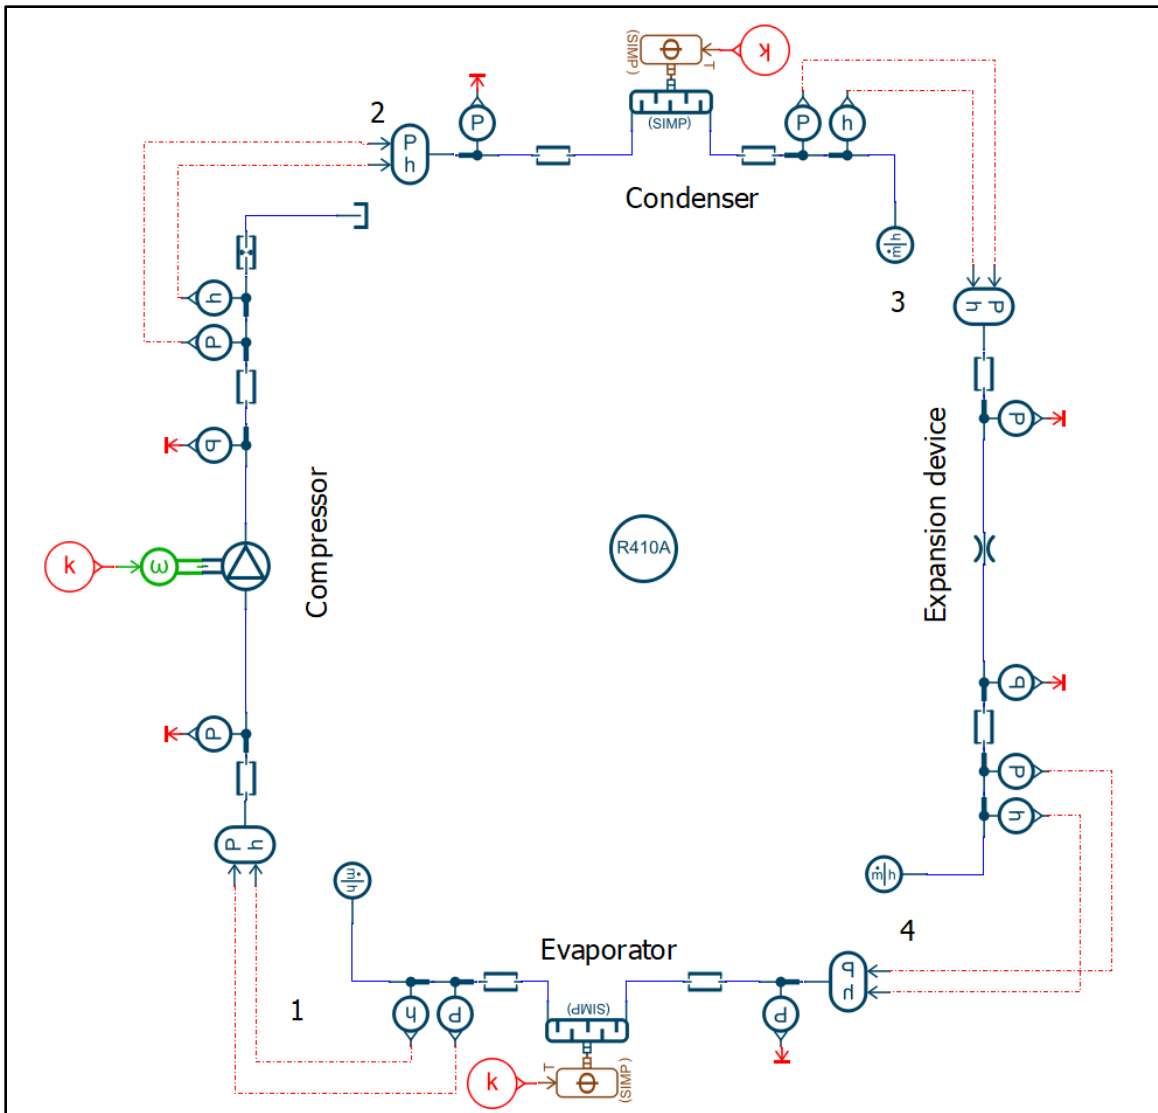 (SIMP)
Φ
T
k
(SIMP)
2
P
h
P
P
P
h
Condenser
ṁ|h
h
P
3
P
h
P
P
Compressor
R410A
Expansion device
k
ω
P
P
P
h
P
h
ṁ|h
ṁ|h
4
Evaporator
P
h
1
h
P
(SIMP)
P
k
T
Φ
(SIMP)